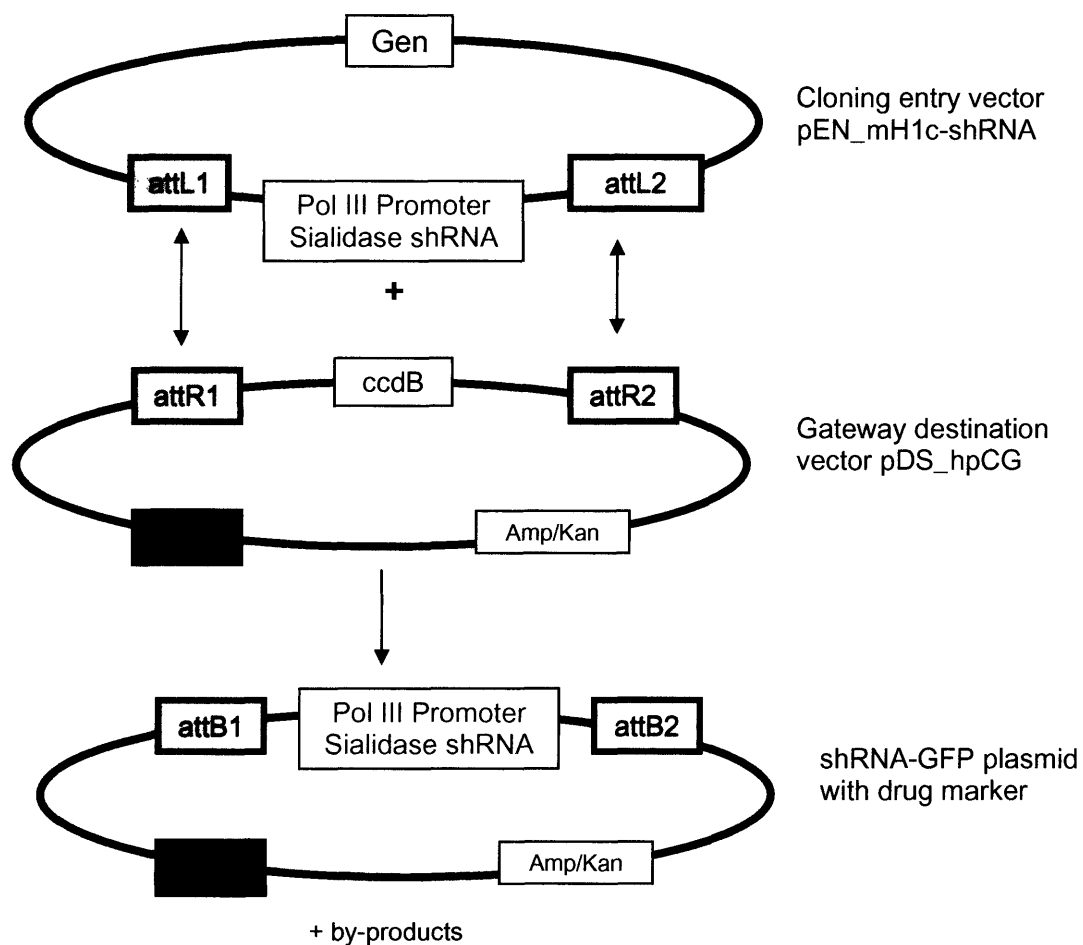 Gen
Cloning entry vector
pEN_mH1c-shRNA
attL1
attL2
Pol III Promoter
Sialidase shRNA
+
attR1
ccdB
attR2
Gateway destination
vector pDS_hpCG
Amp/Kan
attB1
Pol III Promoter
Sialidase shRNA
attB2
shRNA-GFP plasmid
with drug marker
Amp/Kan
+ by-products